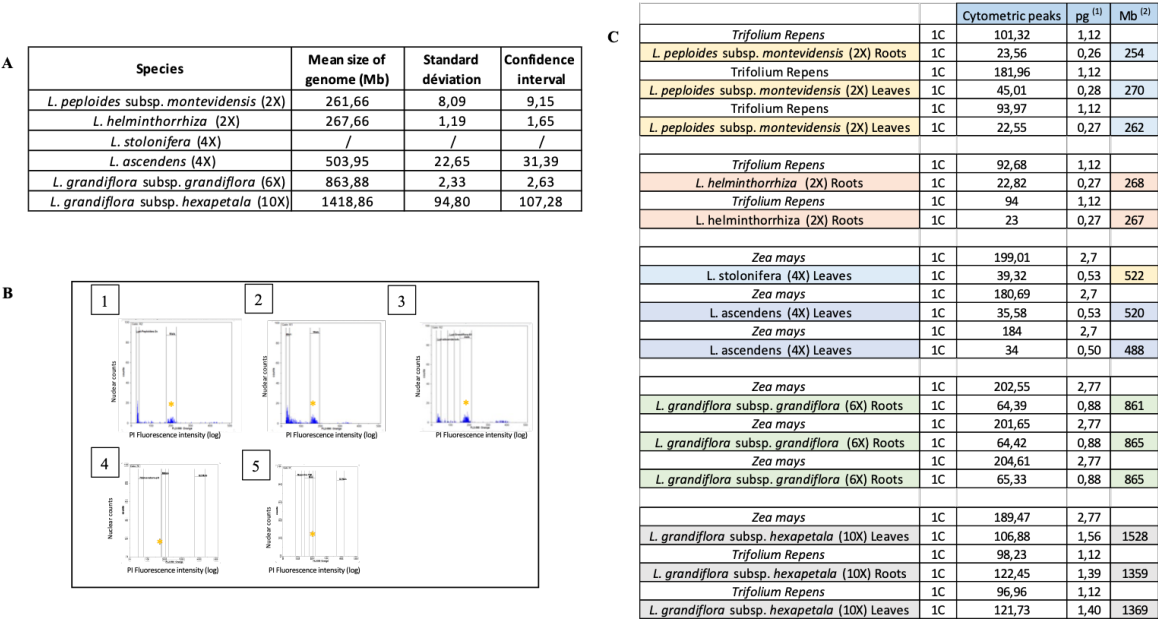 A
Species Mean size of genome (Mb) Standard déviation Confidence interval
L. peploides subsp. montevidensis (2X) 261,66 8,09 9,15
L. helminthorrhiza (2X) 267,66 1,19 1,65
L. stolonifera (4X) / / /
L. ascendens (4X) 503,95 22,65 31,39
L. grandiflora subsp. grandiflora (6X) 863,88 2,33 2,63
L. grandiflora subsp. hexapetala (10X) 1418,86 94,80 107,28
B
1
2
3
Nuclear counts
Nuclear counts
Nuclear counts
PI Fluorescence intensity (log)
PI Fluorescence intensity (log)
PI Fluorescence intensity (log)
4
5
Nuclear counts
Nuclear counts
PI Fluorescence intensity (log)
PI Fluorescence intensity (log)
C
Cytometric peaks pg (1) Mb (2)
Trifolium Repens 1C 101,32 1,12
L. peploides subsp. montevidensis (2X) Roots 1C 23,56 0,26 254
Trifolium Repens 1C 181,96 1,12
L. peploides subsp. montevidensis (2X) Leaves 1C 45,01 0,28 270
Trifolium Repens 1C 93,97 1,12
L. peploides subsp. montevidensis (2X) Leaves 1C 22,55 0,27 262
Trifolium Repens 1C 92,68 1,12
L. helminthorrhiza (2X) Roots 1C 22,82 0,27 268
Trifolium Repens 1C 94 1,12
L. helminthorrhiza (2X) Roots 1C 23 0,27 267
Zea mays 1C 199,01 2,7
L. stolonifera (4X) Leaves 1C 39,32 0,53 522
Zea mays 1C 180,69 2,7
L. ascendens (4X) Leaves 1C 35,58 0,53 520
Zea mays 1C 184 2,7
L. ascendens (4X) Leaves 1C 34 0,50 488
Zea mays 1C 202,55 2,77
L. grandiflora subsp. grandiflora (6X) Roots 1C 64,39 0,88 861
Zea mays 1C 201,65 2,77
L. grandiflora subsp. grandiflora (6X) Roots 1C 64,42 0,88 865
Zea mays 1C 204,61 2,77
L. grandiflora subsp. grandiflora (6X) Roots 1C 65,33 0,88 865
Zea mays 1C 189,47 2,77
L. grandiflora subsp. hexapetala (10X) Leaves 1C 106,88 1,56 1528
Trifolium Repens 1C 98,23 1,12
L. grandiflora subsp. hexapetala (10X) Roots 1C 122,45 1,39 1359
Trifolium Repens 1C 96,96 1,12
L. grandiflora subsp. hexapetala (10X) Leaves 1C 121,73 1,40 1369